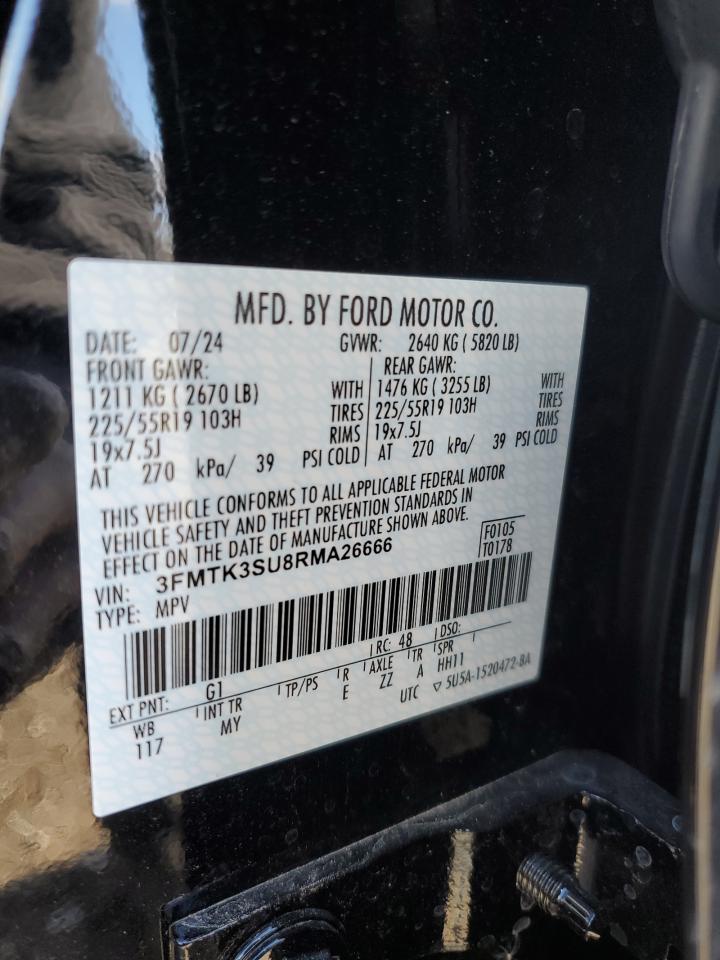 MFD. BY FORD MOTOR CO.
DATE: 07/24 GVWR: 2640 KG ( 5820 LB)
FRONT GAWR: REAR GAWR:
1211 KG ( 2670 LB) WITH 1476 KG ( 3255 LB) WITH
225/55R19 103H TIRES 225/55R19 103H TIRES
19x7.5J RIMS 19x7.5J RIMS
AT 270 kPa/ 39 PSI COLD AT 270 kPa/ 39 PSI COLD
THIS VEHICLE CONFORMS TO ALL APPLICABLE FEDERAL MOTOR
VEHICLE SAFETY AND THEFT PREVENTION STANDARDS IN
EFFECT ON THE DATE OF MANUFACTURE SHOWN ABOVE.
VIN: 3FMTK3SU8RMA26666 F0105
TYPE: MPV T0178
EXT PNT: G1 RC: 48 DSO:
WB INT TR TP/PS R AXLE TR SPR
117 MY E ZZ A HH11
UTC ▽ 5U5A-1520472-BA